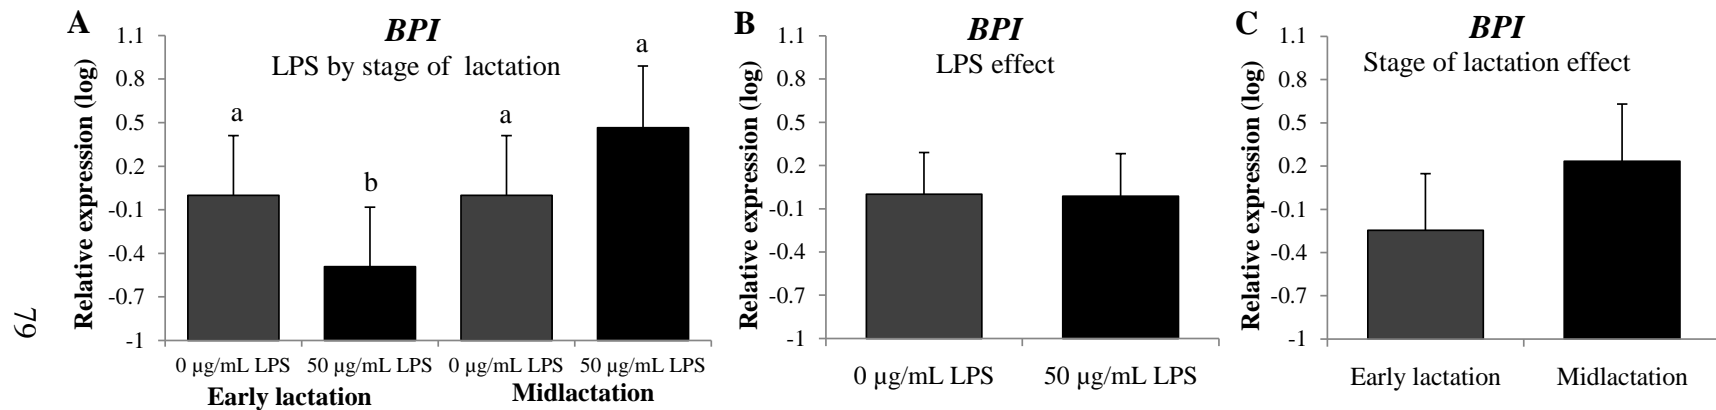 A
BPI
LPS by stage of lactation
Relative expression (log)
1.1
0.8
0.5
0.2
-0.1
-0.4
-0.7
-1
a
b
a
a
0 µg/mL LPS
50 µg/mL LPS
0 µg/mL LPS
50 µg/mL LPS
Early lactation
Midlactation
B
BPI
LPS effect
Relative expression (log)
1.1
0.8
0.5
0.2
-0.1
-0.4
-0.7
-1
0 µg/mL LPS
50 µg/mL LPS
C
BPI
Stage of lactation effect
Relative expression (log)
1.1
0.8
0.5
0.2
-0.1
-0.4
-0.7
-1
Early lactation
Midlactation
79